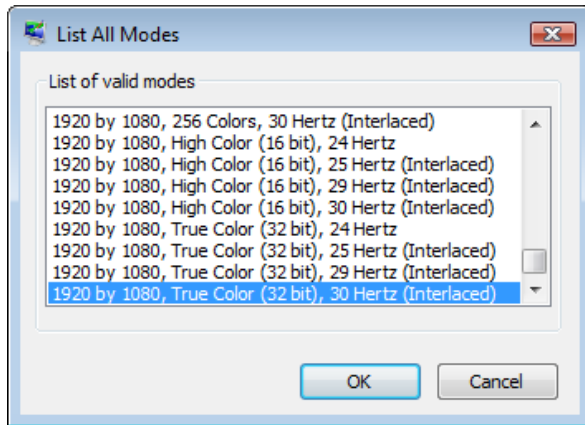 List All Modes
List of valid modes
1920 by 1080, 256 Colors, 30 Hertz (Interlaced)
1920 by 1080, High Color (16 bit), 24 Hertz
1920 by 1080, High Color (16 bit), 25 Hertz (Interlaced)
1920 by 1080, High Color (16 bit), 29 Hertz (Interlaced)
1920 by 1080, High Color (16 bit), 30 Hertz (Interlaced)
1920 by 1080, True Color (32 bit), 24 Hertz
1920 by 1080, True Color (32 bit), 25 Hertz (Interlaced)
1920 by 1080, True Color (32 bit), 29 Hertz (Interlaced)
1920 by 1080, True Color (32 bit), 30 Hertz (Interlaced)
OK Cancel